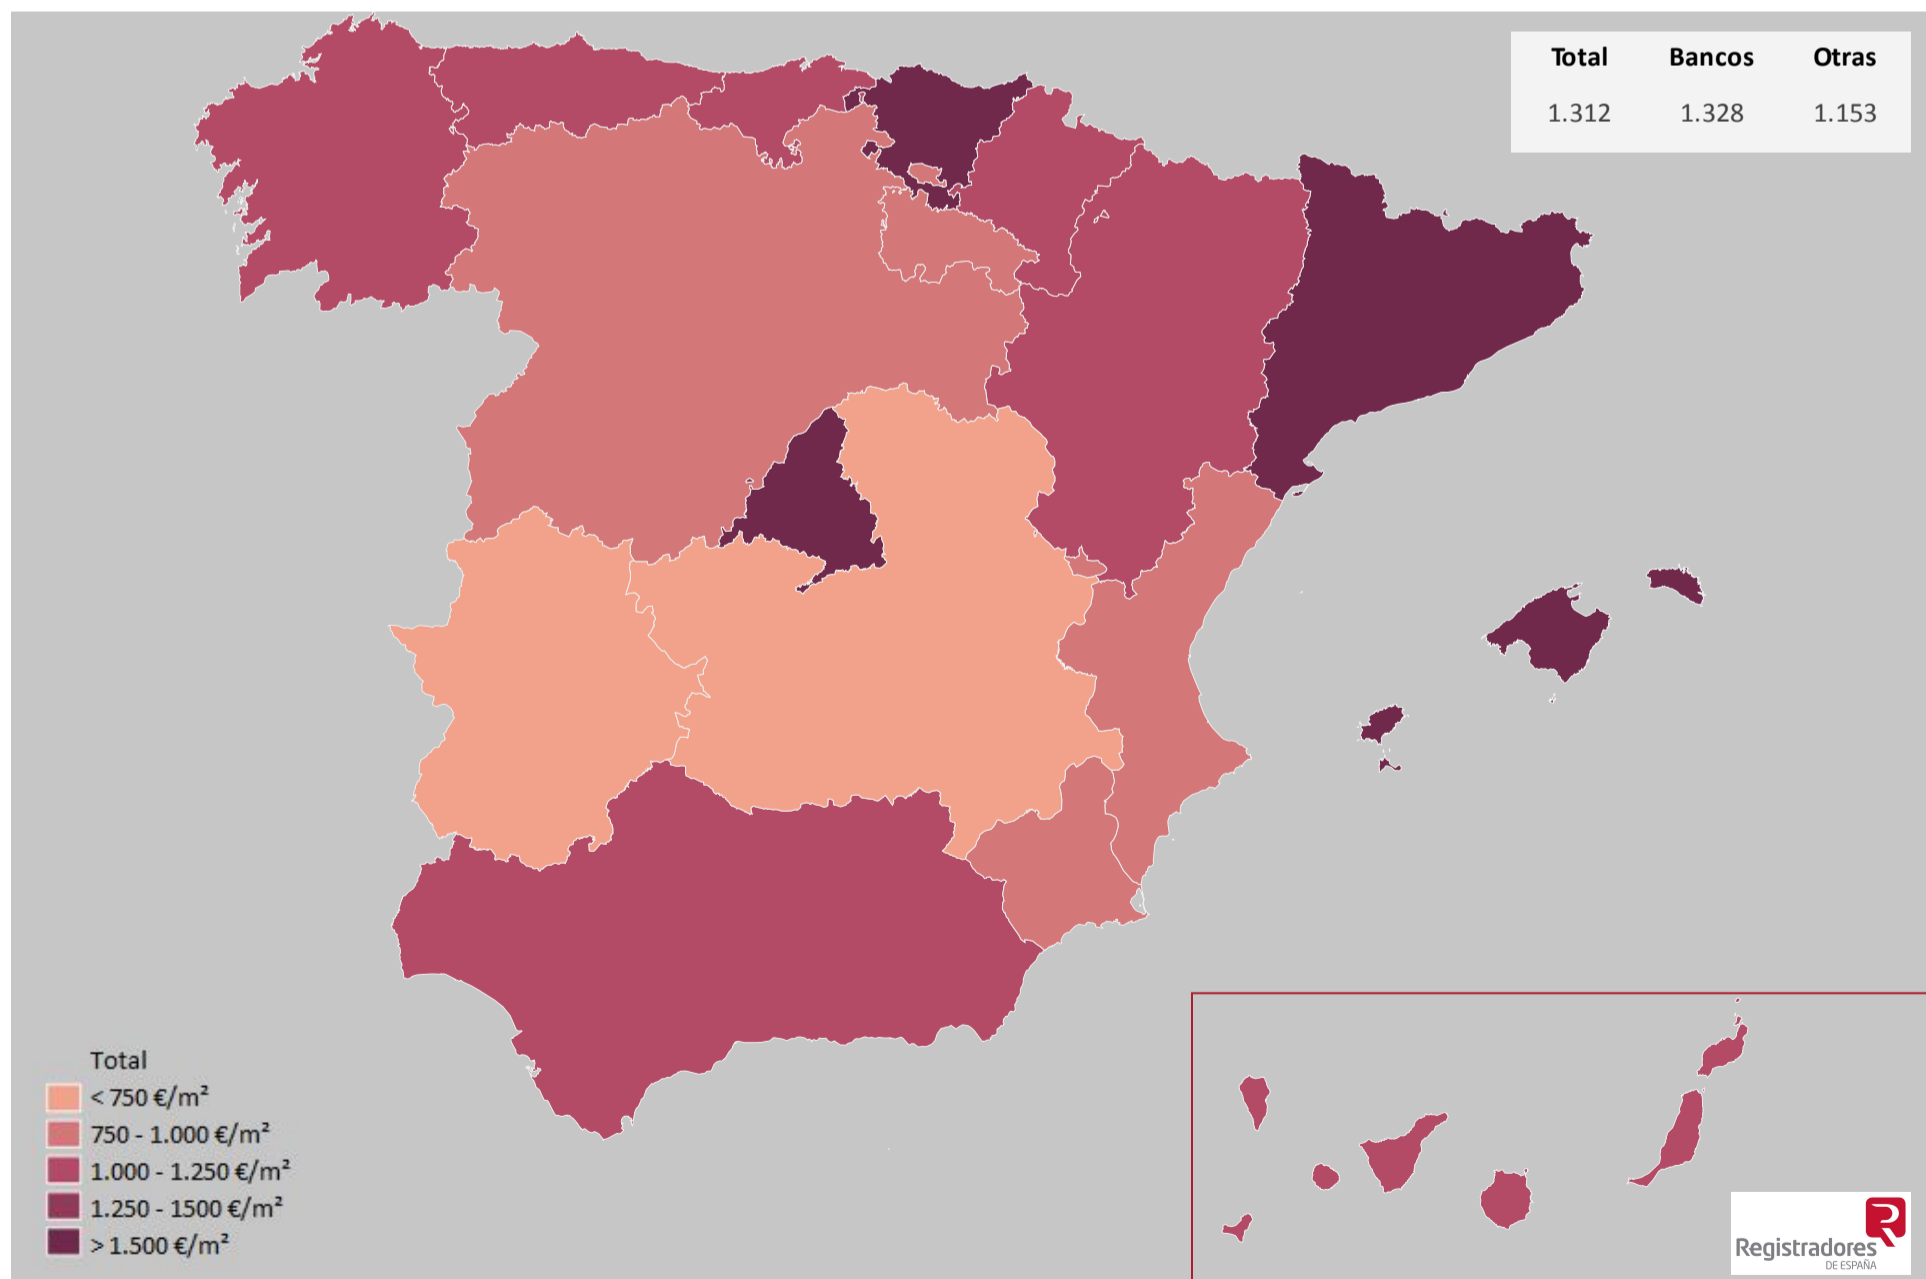 Total Bancos Otras
1.312 1.328 1.153
Total
< 750 €/m²
750 - 1.000 €/m²
1.000 - 1.250 €/m²
1.250 - 1500 €/m²
> 1.500 €/m²
Registradores
DE ESPAÑA